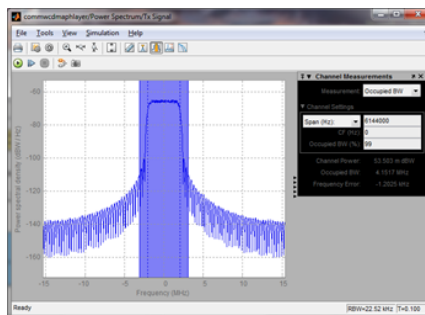 commwcdmaphlayer/Power Spectrum/Tx Signal
File Tools View Simulation Help
Channel Measurements
Measurement: Occupied BW
Channel Settings
Span (Hz): 6144000
CF (Hz): 0
Occupied BW (%): 99
Channel Power: 53.503 m dBW
Occupied BW: 4.1517 MHz
Frequency Error: -1.2025 kHz
Power spectral density (dBW / Hz)
-60
-80
-100
-120
-140
-160
-15 -10 -5 0 5 10 15
Frequency (MHz)
Ready RBW=22.52 kHz T=0.100